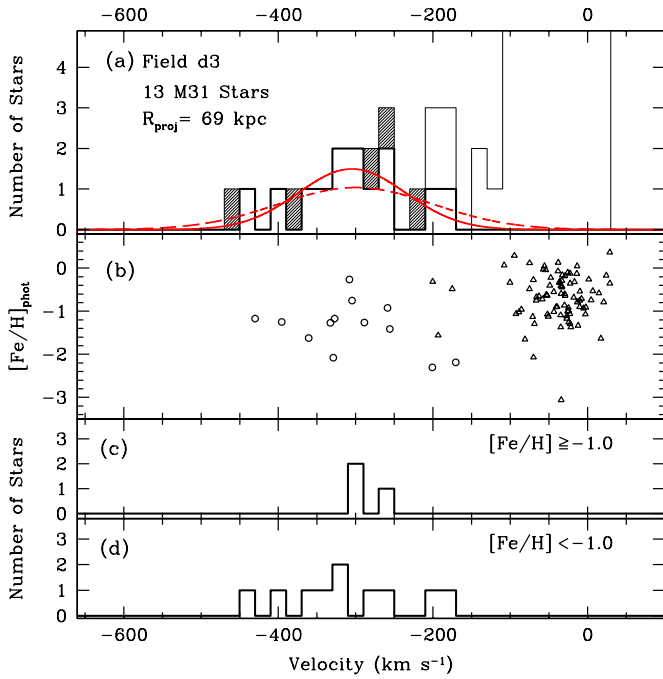 −600 −400 −200 0
(a) Field d3
13 M31 Stars
R_proj = 69 kpc
Number of Stars
4
3
2
1
0
(b)
[Fe/H]_phot
0
−1
−2
−3
(c) [Fe/H] ≧ −1.0
Number of Stars
3
2
1
0
(d) [Fe/H] < −1.0
3
2
1
0
−600 −400 −200 0
Velocity (km s⁻¹)